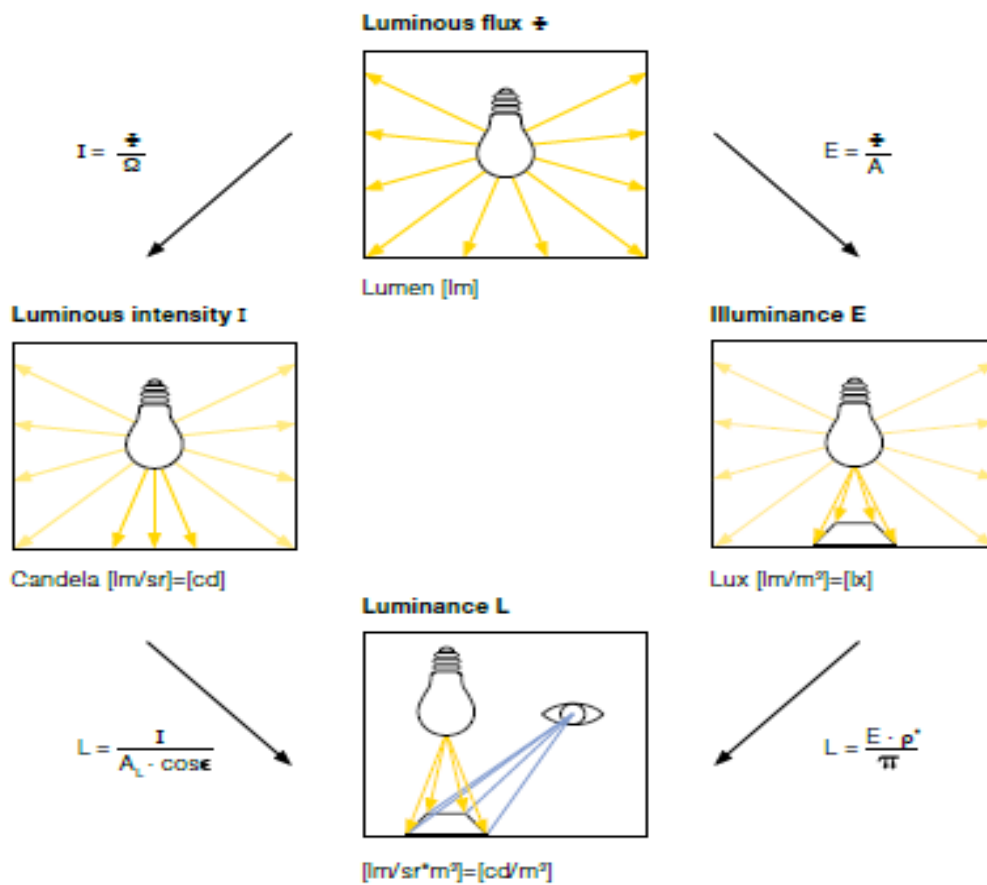 Luminous flux Φ
I = Φ / Ω
E = Φ / A
Lumen [lm]
Luminous intensity I
Illuminance E
Candela [lm/sr]=[cd]
Lux [lm/m²]=[lx]
Luminance L
L = I / A_L · cosϵ
L = E · ρ* / π
[lm/sr*m²]=[cd/m²]